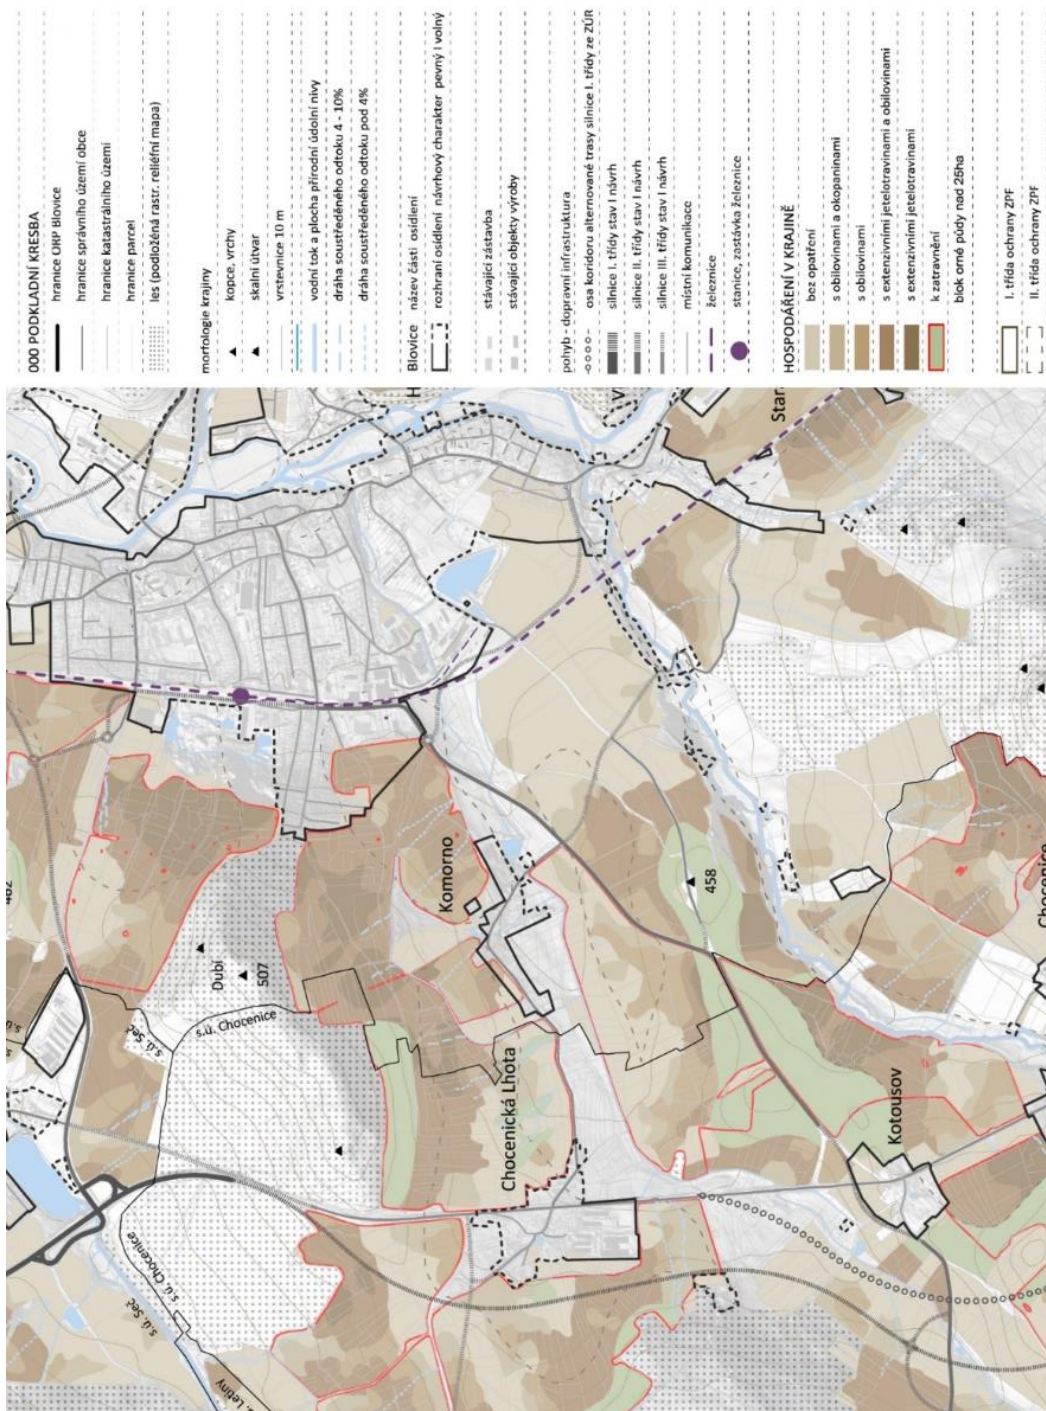 000 PODKLADNÍ KRESBA
hranice ORP Blovice
hranice správního území obce
hranice katastrálního území
hranice parcel
les (podložená rastr. reliéfní mapa)
morfologie krajiny
kopce, vrchy
skalní útvar
vrstevnice 10 m
vodní tok a plocha přírodní údolní nivy
dráha soustředěného odtoku 4 - 10%
dráha soustředěného odtoku pod 4%
Blovice název části osídlení
rozhraní osídlení návrhový charakter pevný I volný
stávající zástavba
stávající objekty výroby
pohyb - dopravní infrastruktura
osa koridoru alternované trasy silnice I. třídy ze ZÚR
silnice I. třídy stav I návrh
silnice II. třídy stav I návrh
silnice III. třídy stav I návrh
místní komunikace
železnice
stanice, zastávka železnice
HOSPODÁŘENÍ V KRAJINĚ
bez opatření
s obilovinami a okopaninami
s obilovinami
s extenzivními jetelotravinami a obilovinami
s extenzivními jetelotravinami
k zatravnění
blok orné půdy nad 25ha
I. třída ochrany ZPF
II. třída ochrany ZPF
s.ú. Seč
Dubí
507
s.ú. Chocenice
Komorno
458
Chocenická Lhota
Kotousov
Chocenice
Star
s.ú. Seč
s.ú. Chocenice
Letiny
H
V